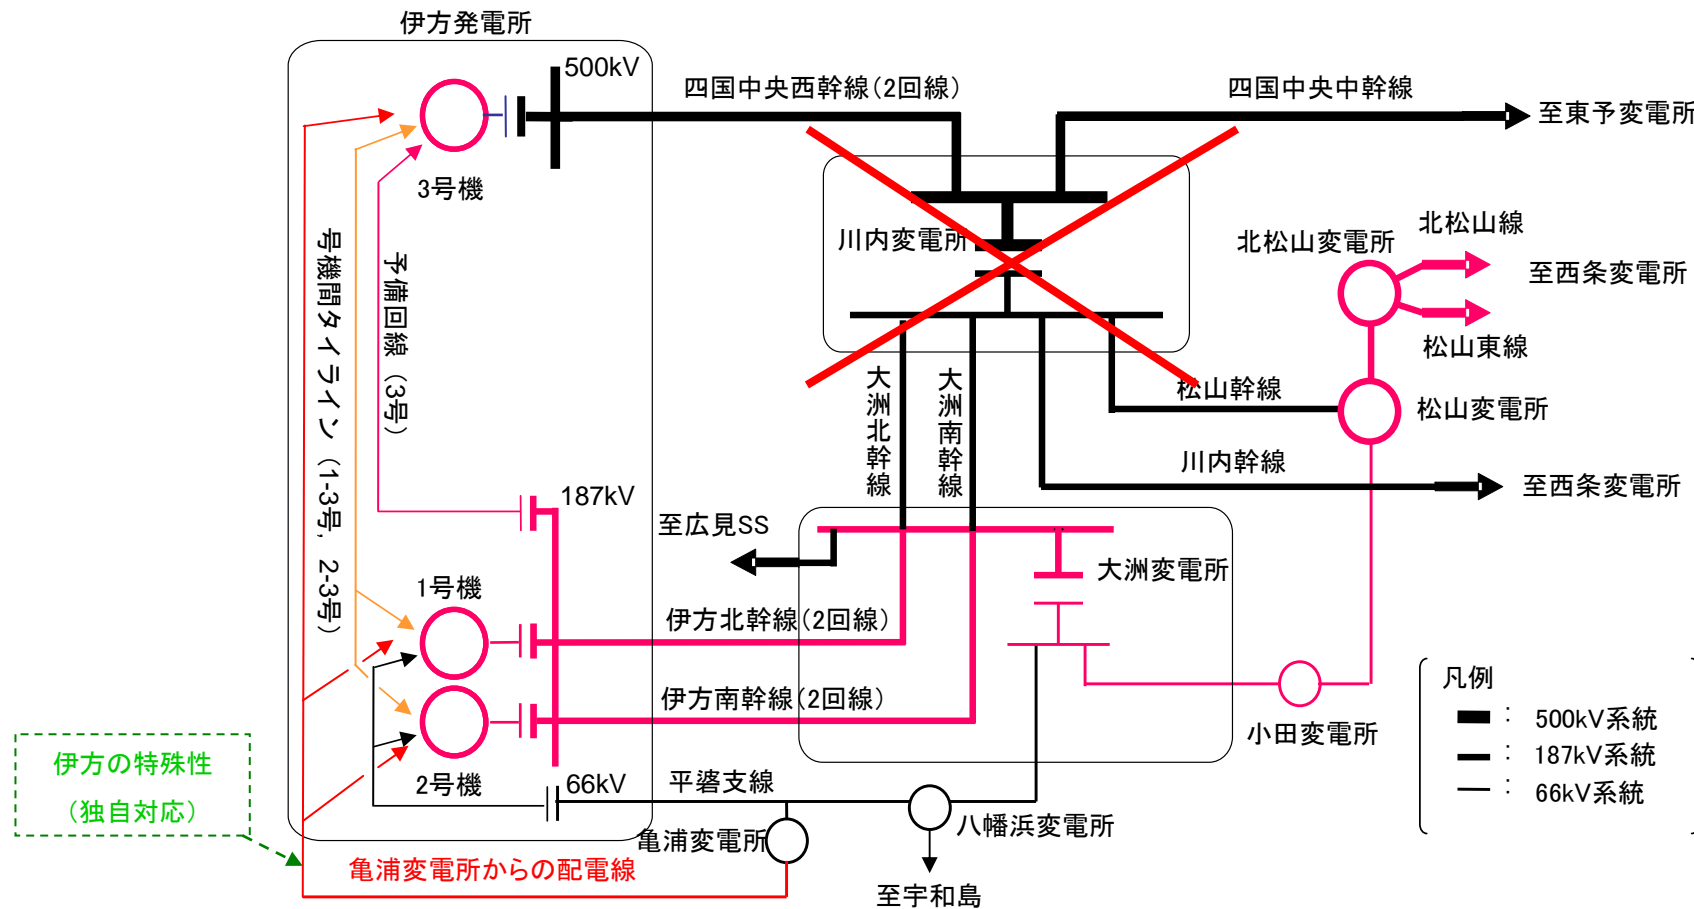 伊方発電所
500kV
四国中央西幹線(2回線)
四国中央中幹線
至東予変電所
3号機
川内変電所
北松山変電所
北松山線
至西条変電所
松山東線
号機間タイライン (1-3号, 2-3号)
予備回線 (3号)
大洲北幹線
大洲南幹線
松山幹線
松山変電所
川内幹線
至西条変電所
187kV
至広見SS
大洲変電所
1号機
伊方北幹線(2回線)
伊方南幹線(2回線)
2号機
66kV
平碆支線
小田変電所
凡例
: 500kV系統
: 187kV系統
: 66kV系統
伊方の特殊性
(独自対応)
亀浦変電所
八幡浜変電所
亀浦変電所からの配電線
至宇和島